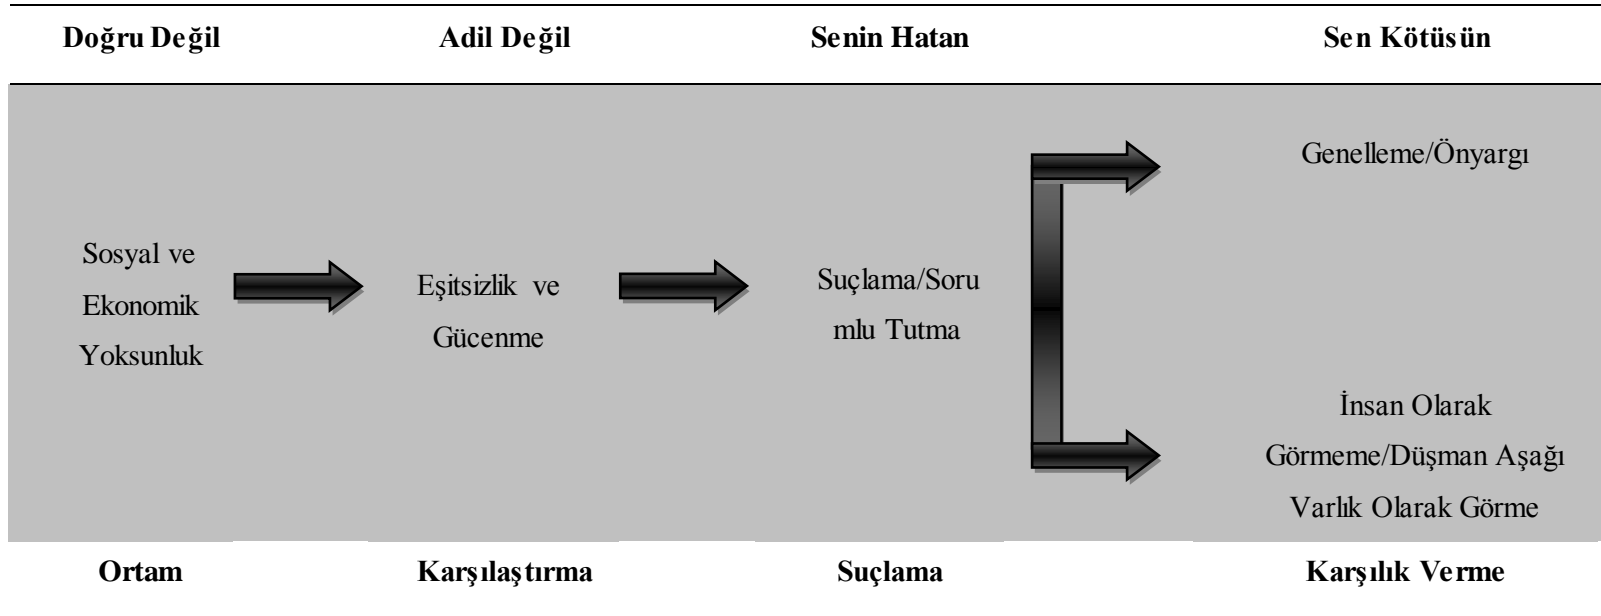 Doğru Değil
Adil Değil
Senin Hatan
Sen Kötüsün
Sosyal ve
Ekonomik
Yoksunluk
Eşitsizlik ve
Gücenme
Suçlama/Soru
mlu Tutma
Genelleme/Önyargı
İnsan Olarak
Görmeme/Düşman Aşağı
Varlık Olarak Görme
Ortam
Karşılaştırma
Suçlama
Karşılık Verme